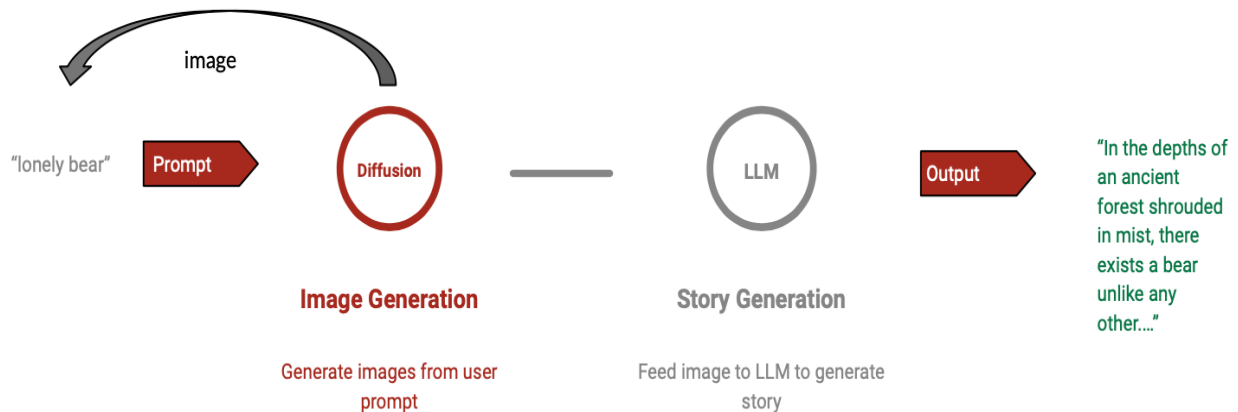 image
“lonely bear”
Prompt
Diffusion
LLM
Output
“In the depths of
an ancient
forest shrouded
in mist, there
exists a bear
unlike any
other....”
Image Generation
Story Generation
Generate images from user
prompt
Feed image to LLM to generate
story